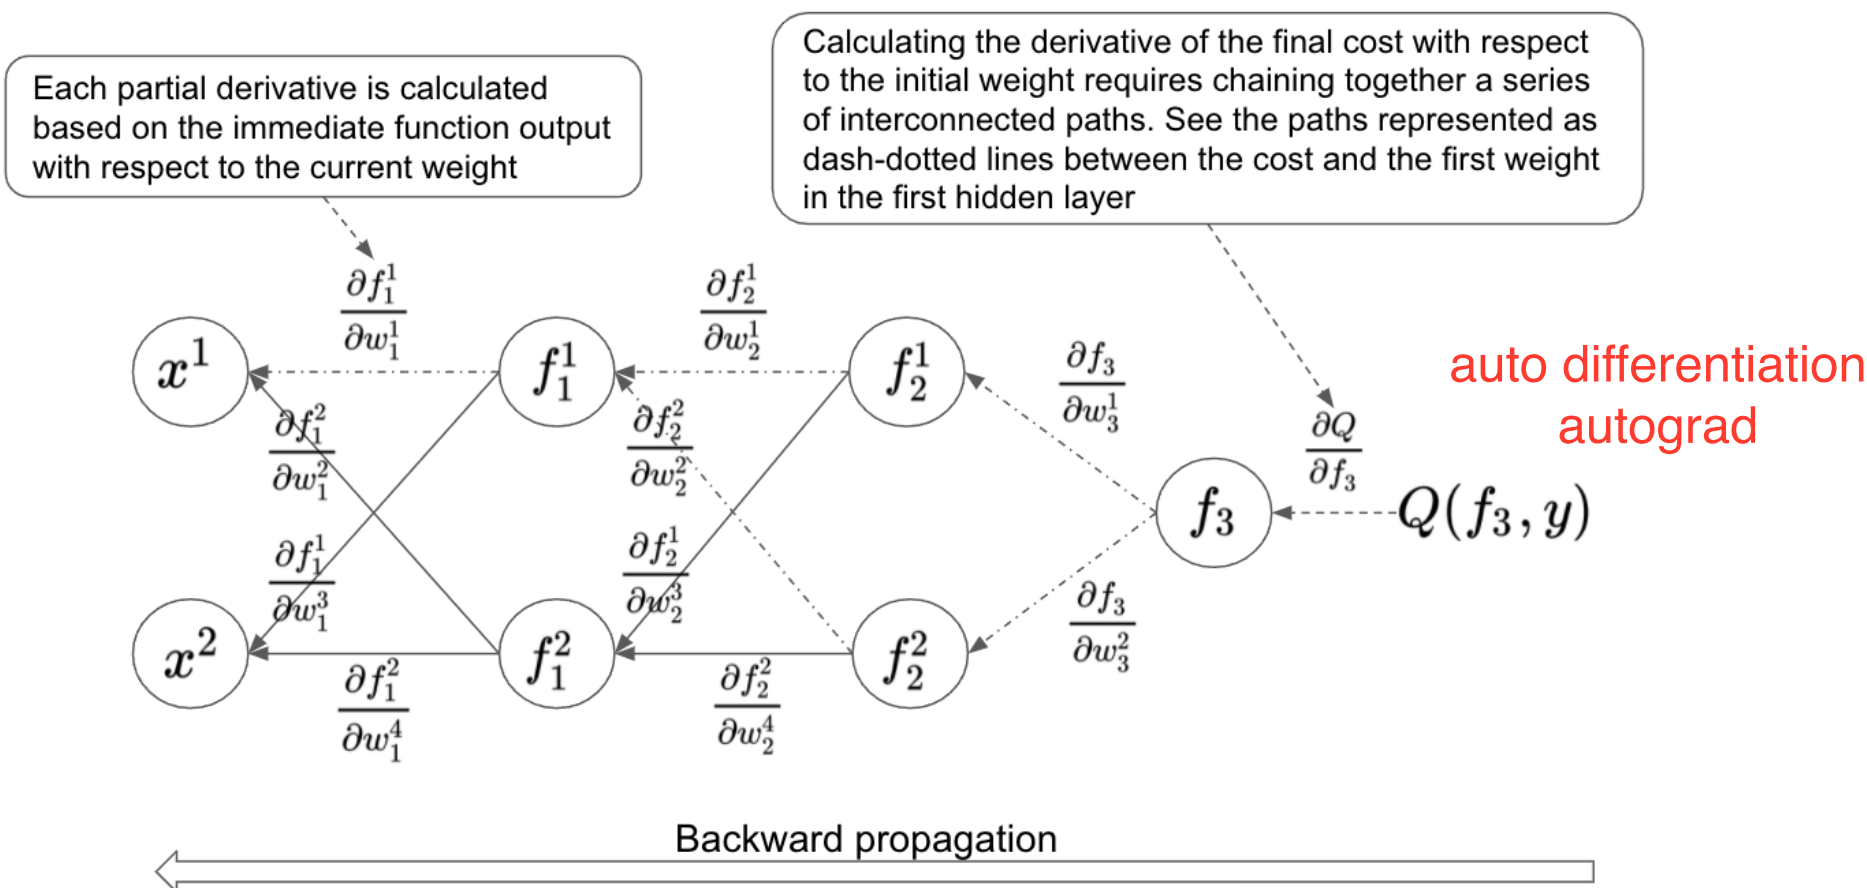 Each partial derivative is calculated
based on the immediate function output
with respect to the current weight
Calculating the derivative of the final cost with respect
to the initial weight requires chaining together a series
of interconnected paths. See the paths represented as
dash-dotted lines between the cost and the first weight
in the first hidden layer
∂f₁¹/∂w₁¹
∂f₂¹/∂w₂¹
x¹
f₁¹
f₂¹
∂f₃/∂w₃¹
auto differentiation
autograd
∂f₁²/∂w₁²
∂f₂²/∂w₂²
∂Q/∂f₃
f₃
Q(f₃, y)
∂f₁¹/∂w₁³
∂f₂¹/∂w₂³
∂f₃/∂w₃²
x²
f₁²
f₂²
∂f₁²/∂w₁⁴
∂f₂²/∂w₂⁴
Backward propagation